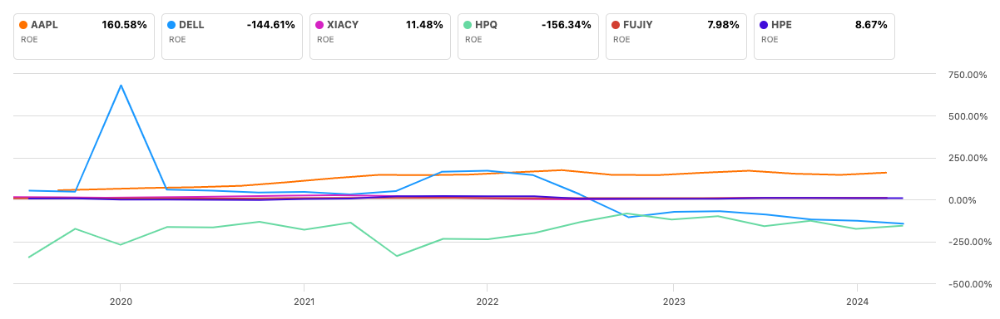 AAPL 160.58% DELL -144.61% XIACY 11.48% HPQ -156.34% FUJIY 7.98% HPE 8.67%
ROE ROE ROE ROE ROE ROE
750.00%
500.00%
250.00%
0.00%
-250.00%
-500.00%
2020 2021 2022 2023 2024